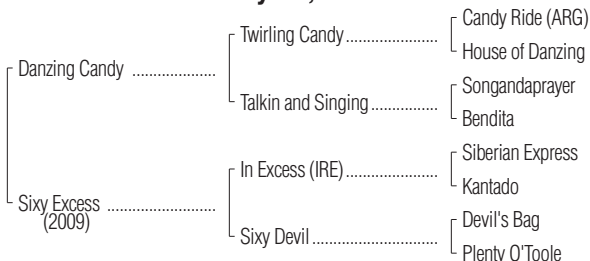 Candy Ride (ARG)
Twirling Candy..................
House of Danzing
Danzing Candy ....................
Songandaprayer
Talkin and Singing................
Bendita
Siberian Express
In Excess (IRE)......................
Kantado
Sixy Excess ..........................
(2009)
Devil's Bag
Sixy Devil..............................
Plenty O'Toole